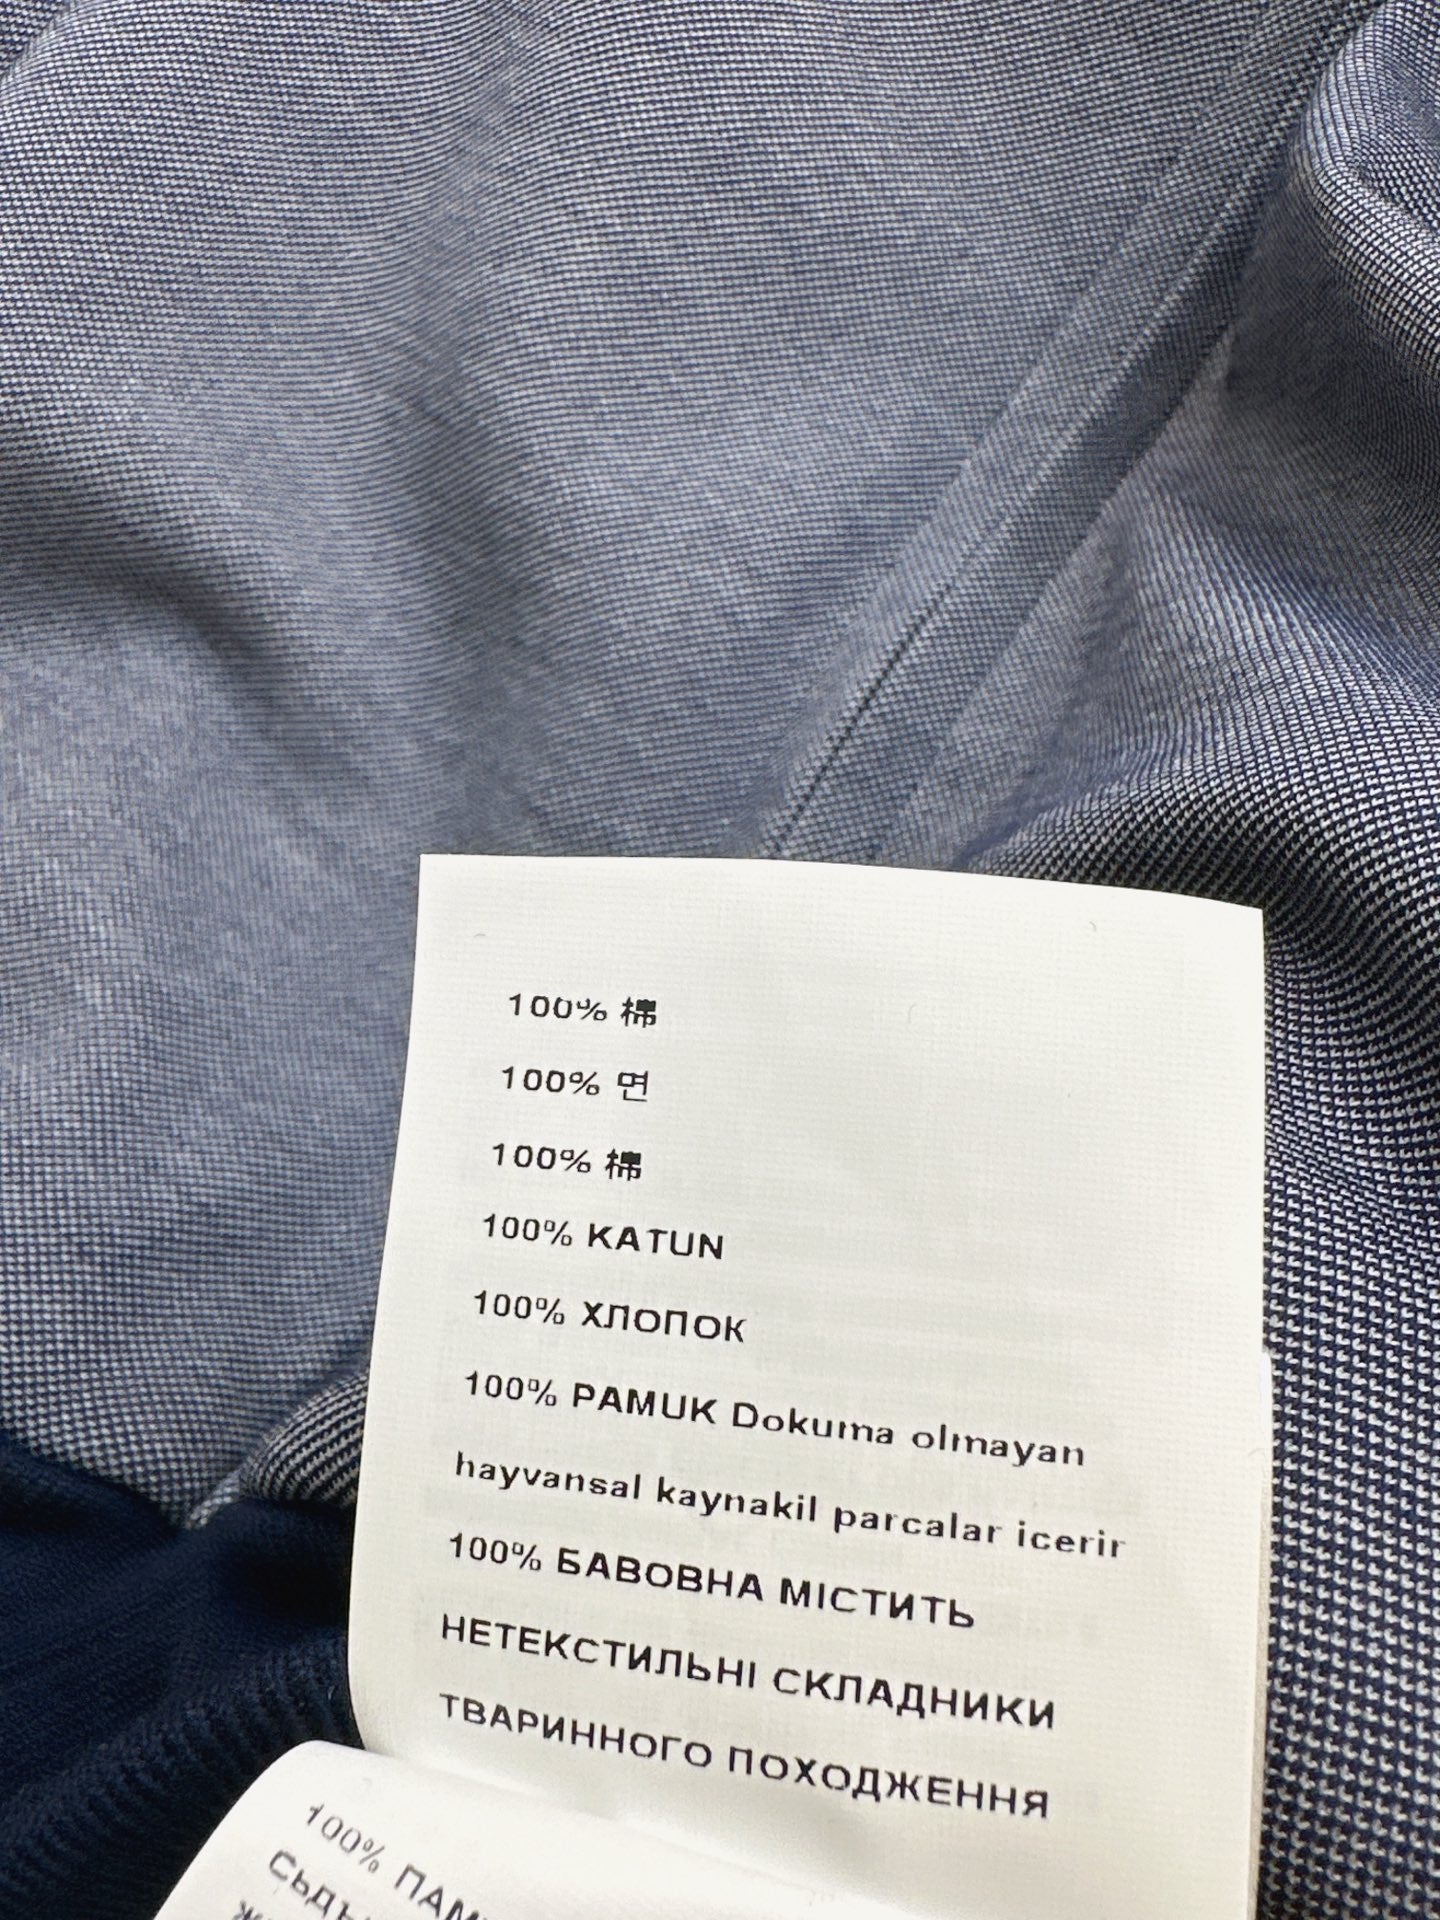 100% 棉
100% 면
100% 棉
100% KATUN
100% ХЛОПОК
100% PAMUK Dokuma olmayan
hayvansal kaynakil parcalar icerir
100% БАВОВНА МІСТИТЬ
НЕТЕКСТИЛЬНІ СКЛАДНИКИ
ТВАРИННОГО ПОХОДЖЕННЯ
100%